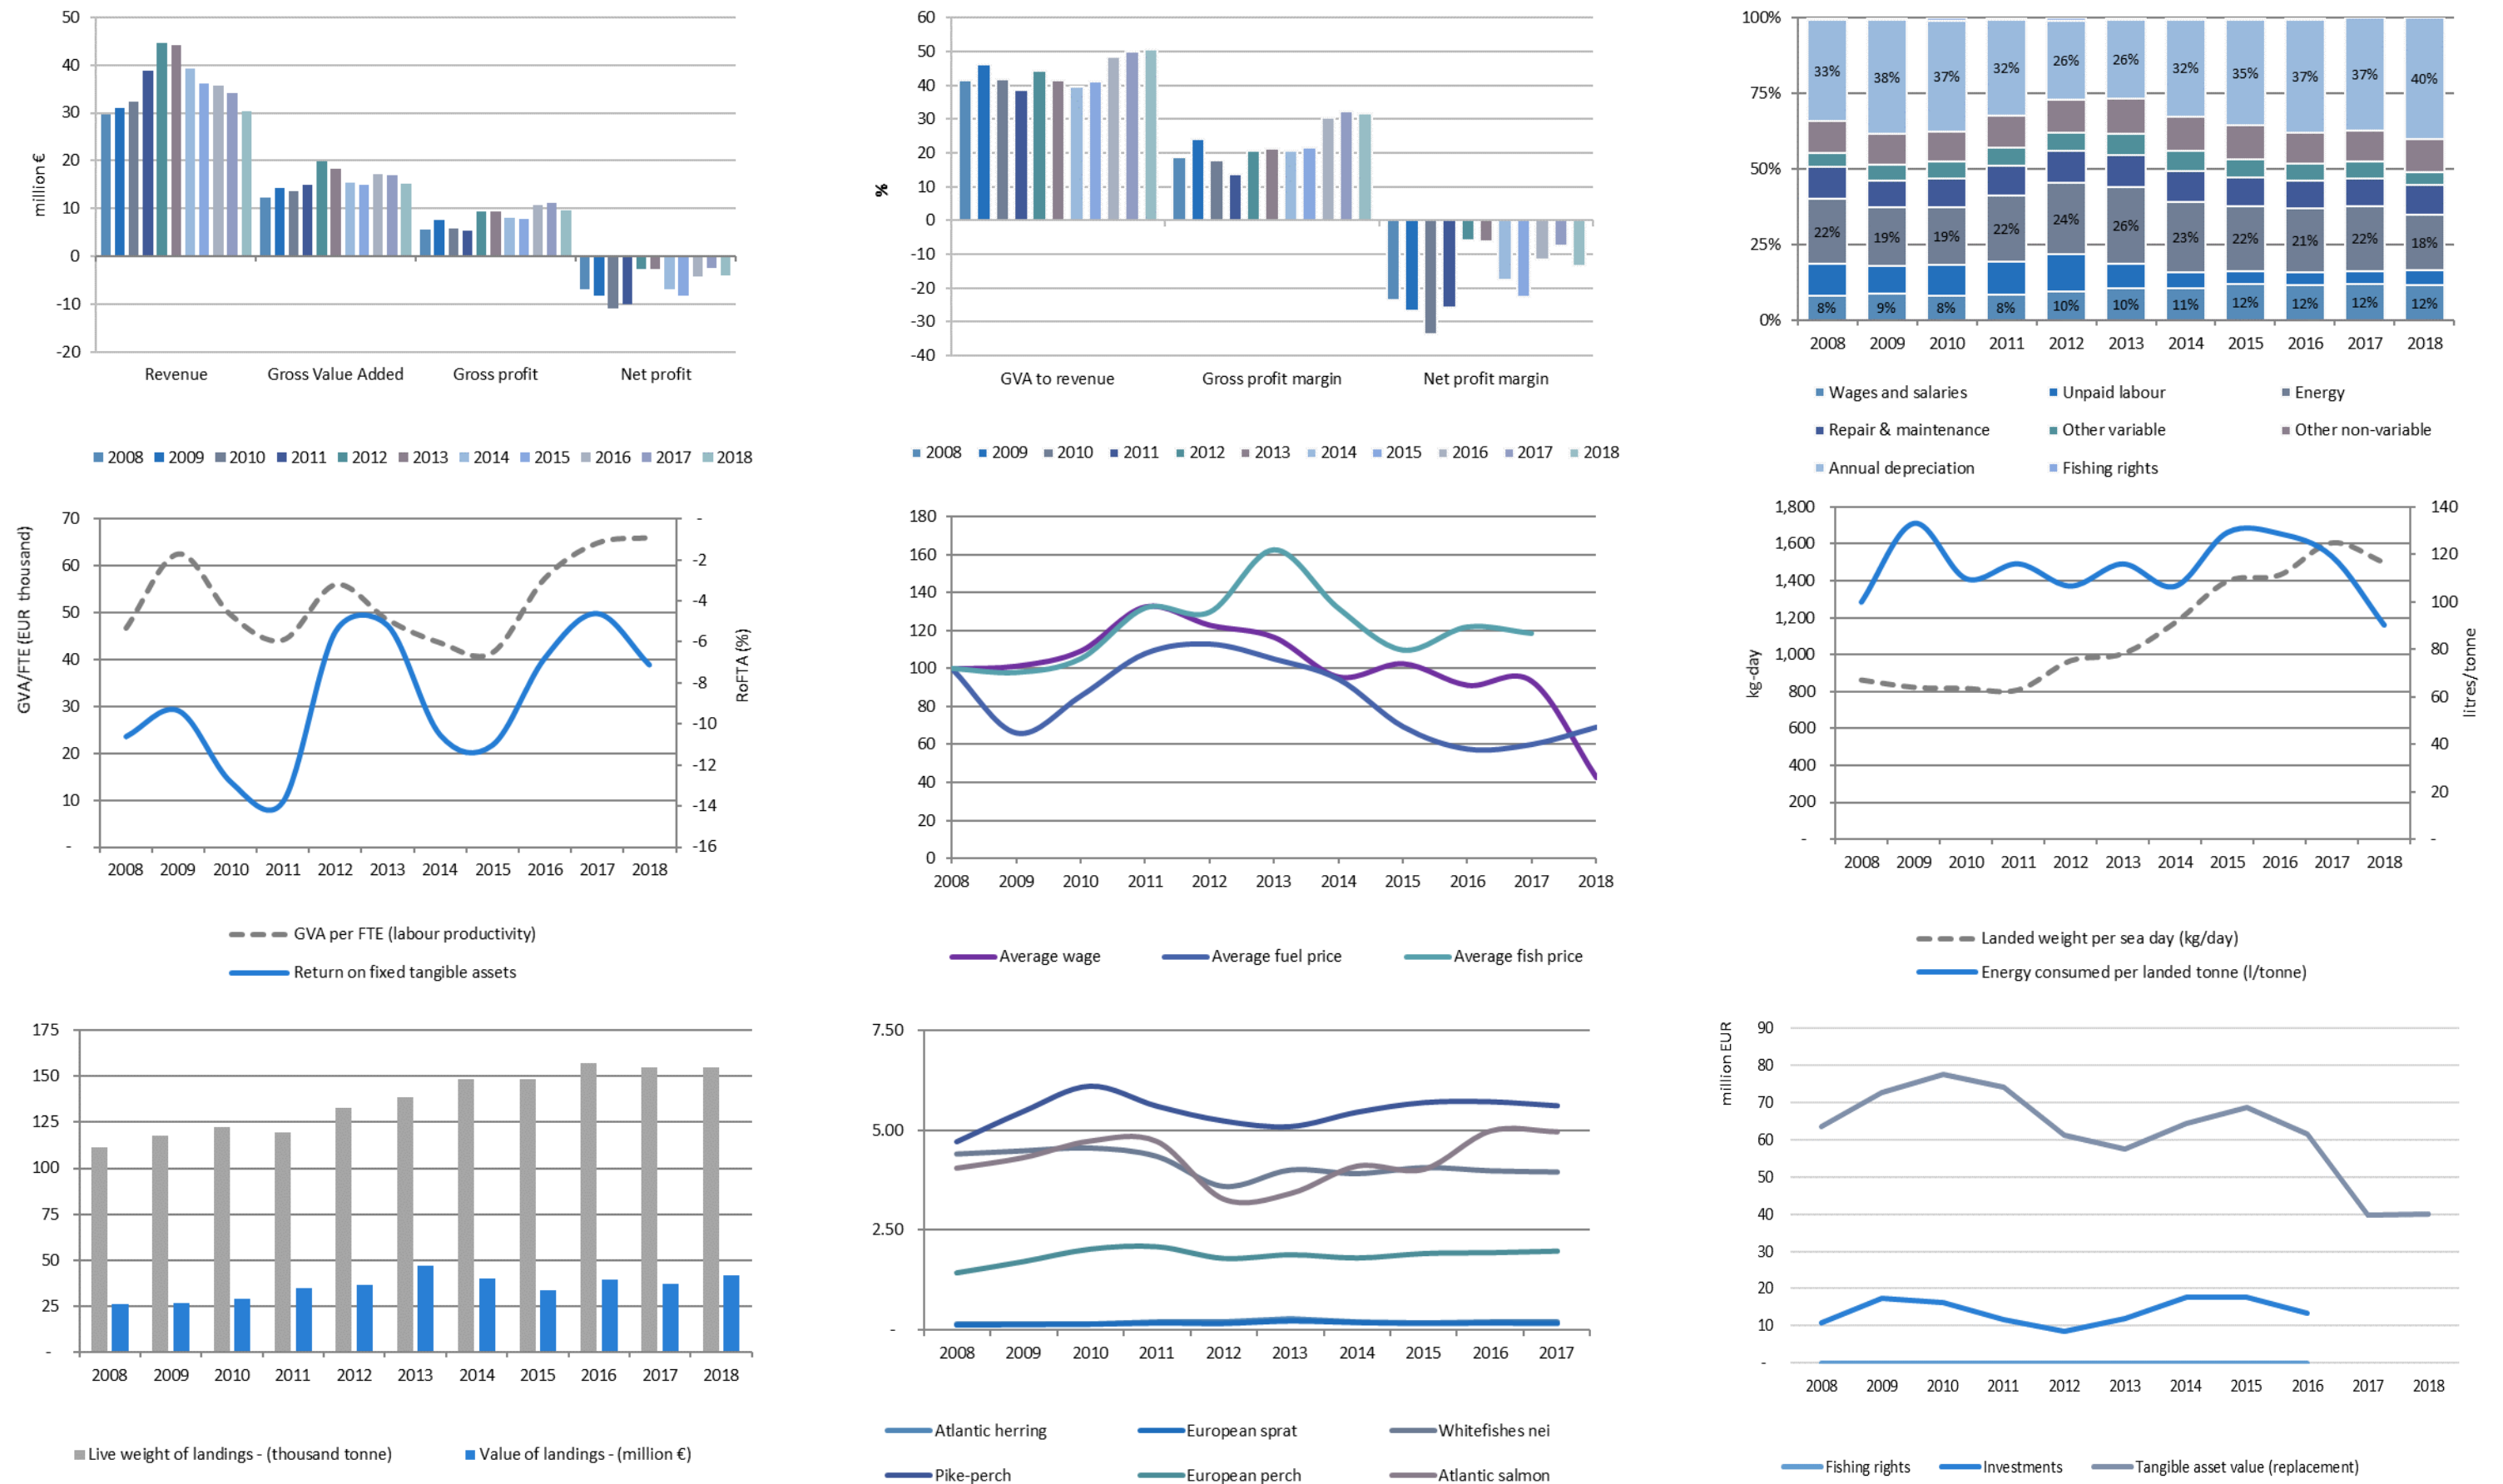 50
40
30
20
10
0
-10
-20
million €
Revenue Gross Value Added Gross profit Net profit
2008 2009 2010 2011 2012 2013 2014 2015 2016 2017 2018
60
50
40
30
20
10
0
-10
-20
-30
-40
%
GVA to revenue Gross profit margin Net profit margin
2008 2009 2010 2011 2012 2013 2014 2015 2016 2017 2018
100%
75%
50%
25%
0%
33% 38% 37% 32% 26% 26% 32% 35% 37% 37% 40%
22% 19% 19% 22% 24% 26% 23% 22% 21% 22% 18%
8% 9% 8% 8% 10% 10% 11% 12% 12% 12% 12%
2008 2009 2010 2011 2012 2013 2014 2015 2016 2017 2018
Wages and salaries Unpaid labour Energy
Repair & maintenance Other variable Other non-variable
Annual depreciation Fishing rights
GVA/FTE (EUR thousand)
70
60
50
40
30
20
10
-
-
-2
-4
-6
-8
-10
-12
-14
-16
RoFTA (%)
2008 2009 2010 2011 2012 2013 2014 2015 2016 2017 2018
GVA per FTE (labour productivity)
Return on fixed tangible assets
180
160
140
120
100
80
60
40
20
0
2008 2009 2010 2011 2012 2013 2014 2015 2016 2017 2018
Average wage Average fuel price Average fish price
kg-day
1,800
1,600
1,400
1,200
1,000
800
600
400
200
-
140
120
100
80
60
40
20
-
litres/tonne
2008 2009 2010 2011 2012 2013 2014 2015 2016 2017 2018
Landed weight per sea day (kg/day)
Energy consumed per landed tonne (l/tonne)
175
150
125
100
75
50
25
-
2008 2009 2010 2011 2012 2013 2014 2015 2016 2017 2018
Live weight of landings - (thousand tonne) Value of landings - (million €)
7.50
5.00
2.50
-
2008 2009 2010 2011 2012 2013 2014 2015 2016 2017
Atlantic herring European sprat Whitefishes nei
Pike-perch European perch Atlantic salmon
million EUR
90
80
70
60
50
40
30
20
10
-
2008 2009 2010 2011 2012 2013 2014 2015 2016 2017 2018
Fishing rights Investments Tangible asset value (replacement)